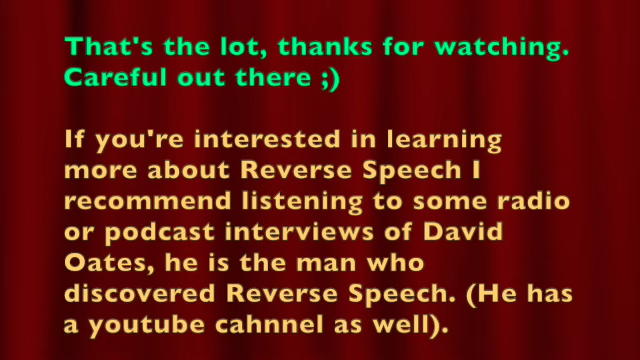 That's the lot, thanks for watching.
Careful out there ;)
If you're interested in learning
more about Reverse Speech I
recommend listening to some radio
or podcast interviews of David
Oates, he is the man who
discovered Reverse Speech. (He has
a youtube cahnnel as well).